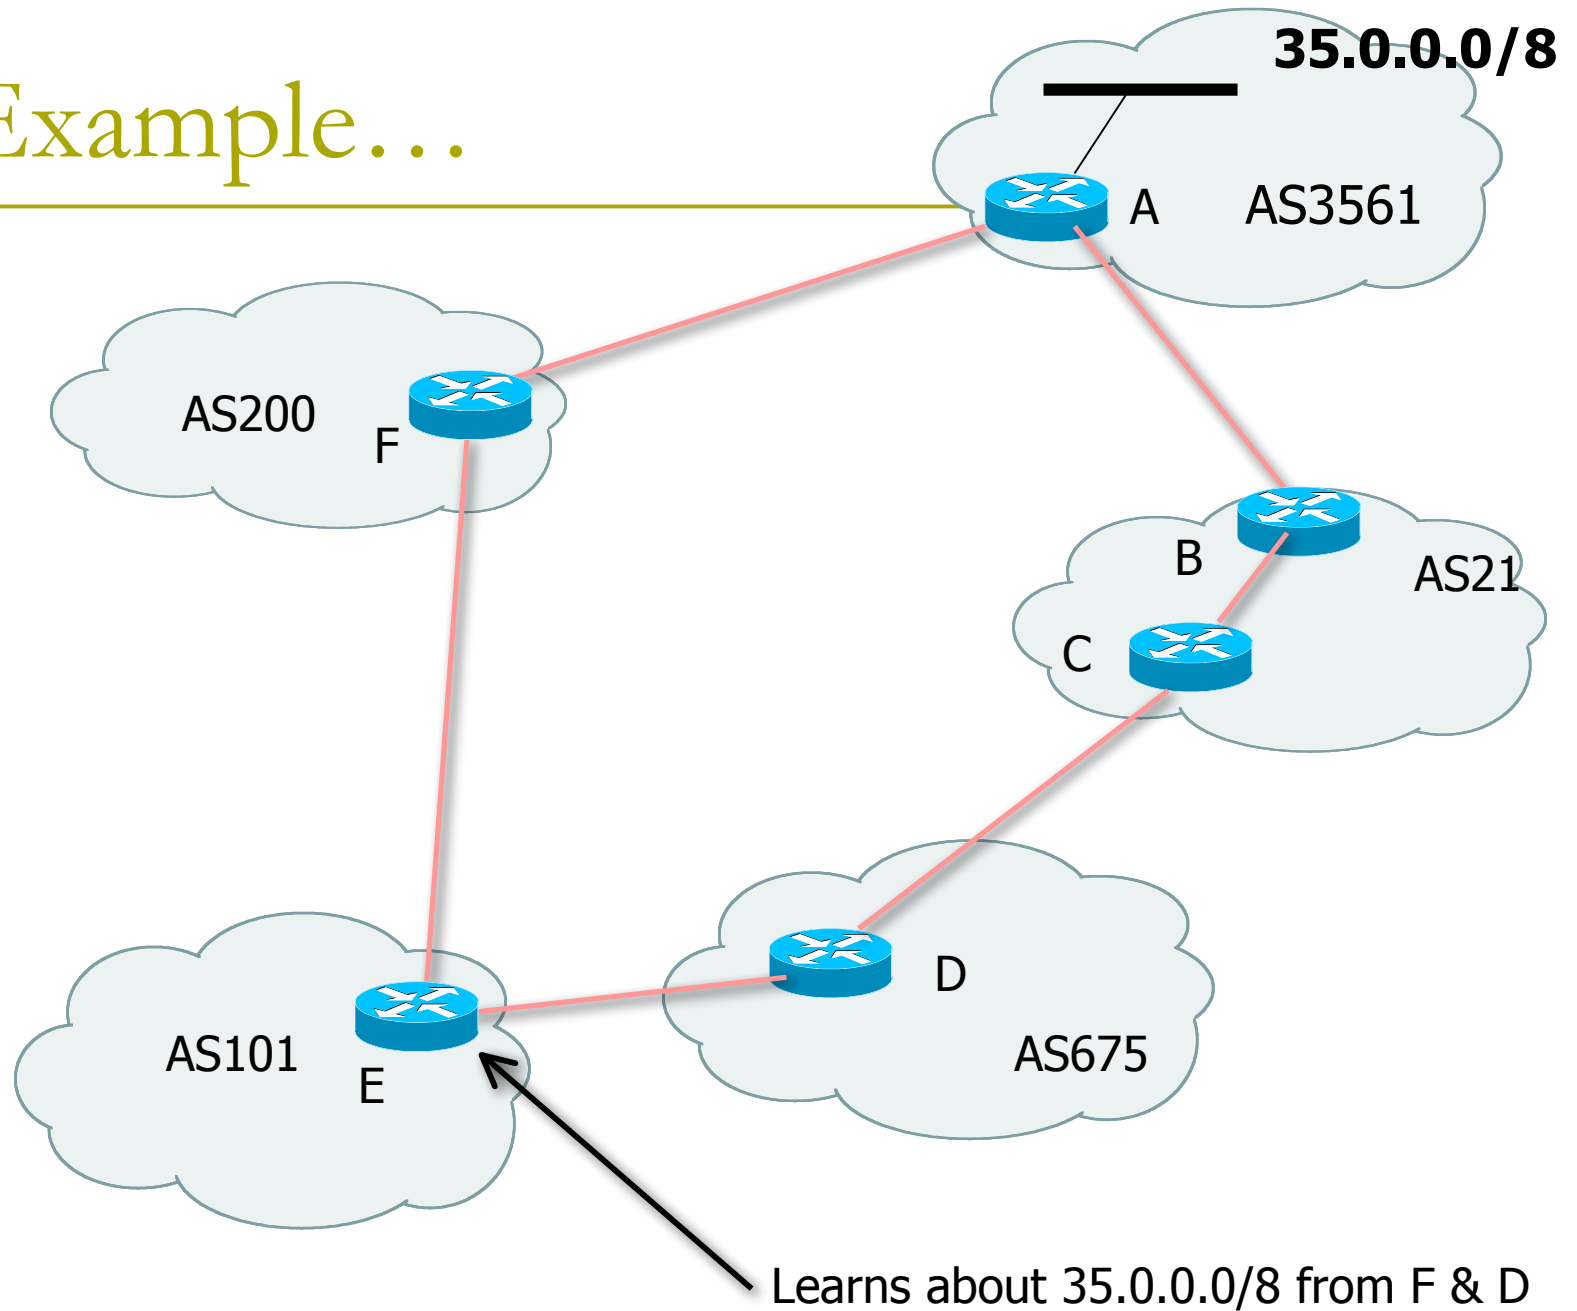 Example…
35.0.0.0/8
A
AS3561
AS200
F
B
AS21
C
D
AS101
E
AS675
Learns about 35.0.0.0/8 from F & D